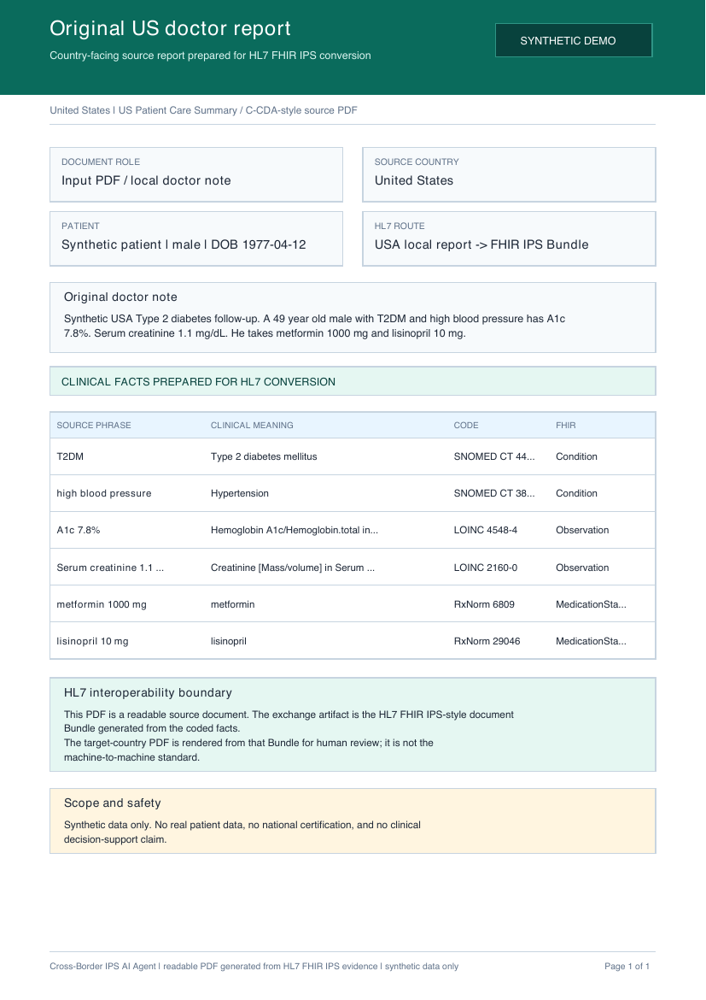 Original US doctor report
SYNTHETIC DEMO
Country-facing source report prepared for HL7 FHIR IPS conversion
United States | US Patient Care Summary / C-CDA-style source PDF
DOCUMENT ROLE
Input PDF / local doctor note
SOURCE COUNTRY
United States
PATIENT
Synthetic patient | male | DOB 1977-04-12
HL7 ROUTE
USA local report -> FHIR IPS Bundle
Original doctor note
Synthetic USA Type 2 diabetes follow-up. A 49 year old male with T2DM and high blood pressure has A1c
7.8%. Serum creatinine 1.1 mg/dL. He takes metformin 1000 mg and lisinopril 10 mg.
CLINICAL FACTS PREPARED FOR HL7 CONVERSION
SOURCE PHRASE CLINICAL MEANING CODE FHIR
T2DM Type 2 diabetes mellitus SNOMED CT 44... Condition
high blood pressure Hypertension SNOMED CT 38... Condition
A1c 7.8% Hemoglobin A1c/Hemoglobin.total in... LOINC 4548-4 Observation
Serum creatinine 1.1 ... Creatinine [Mass/volume] in Serum ... LOINC 2160-0 Observation
metformin 1000 mg metformin RxNorm 6809 MedicationSta...
lisinopril 10 mg lisinopril RxNorm 29046 MedicationSta...
HL7 interoperability boundary
This PDF is a readable source document. The exchange artifact is the HL7 FHIR IPS-style document
Bundle generated from the coded facts.
The target-country PDF is rendered from that Bundle for human review; it is not the
machine-to-machine standard.
Scope and safety
Synthetic data only. No real patient data, no national certification, and no clinical
decision-support claim.
Cross-Border IPS AI Agent | readable PDF generated from HL7 FHIR IPS evidence | synthetic data only
Page 1 of 1